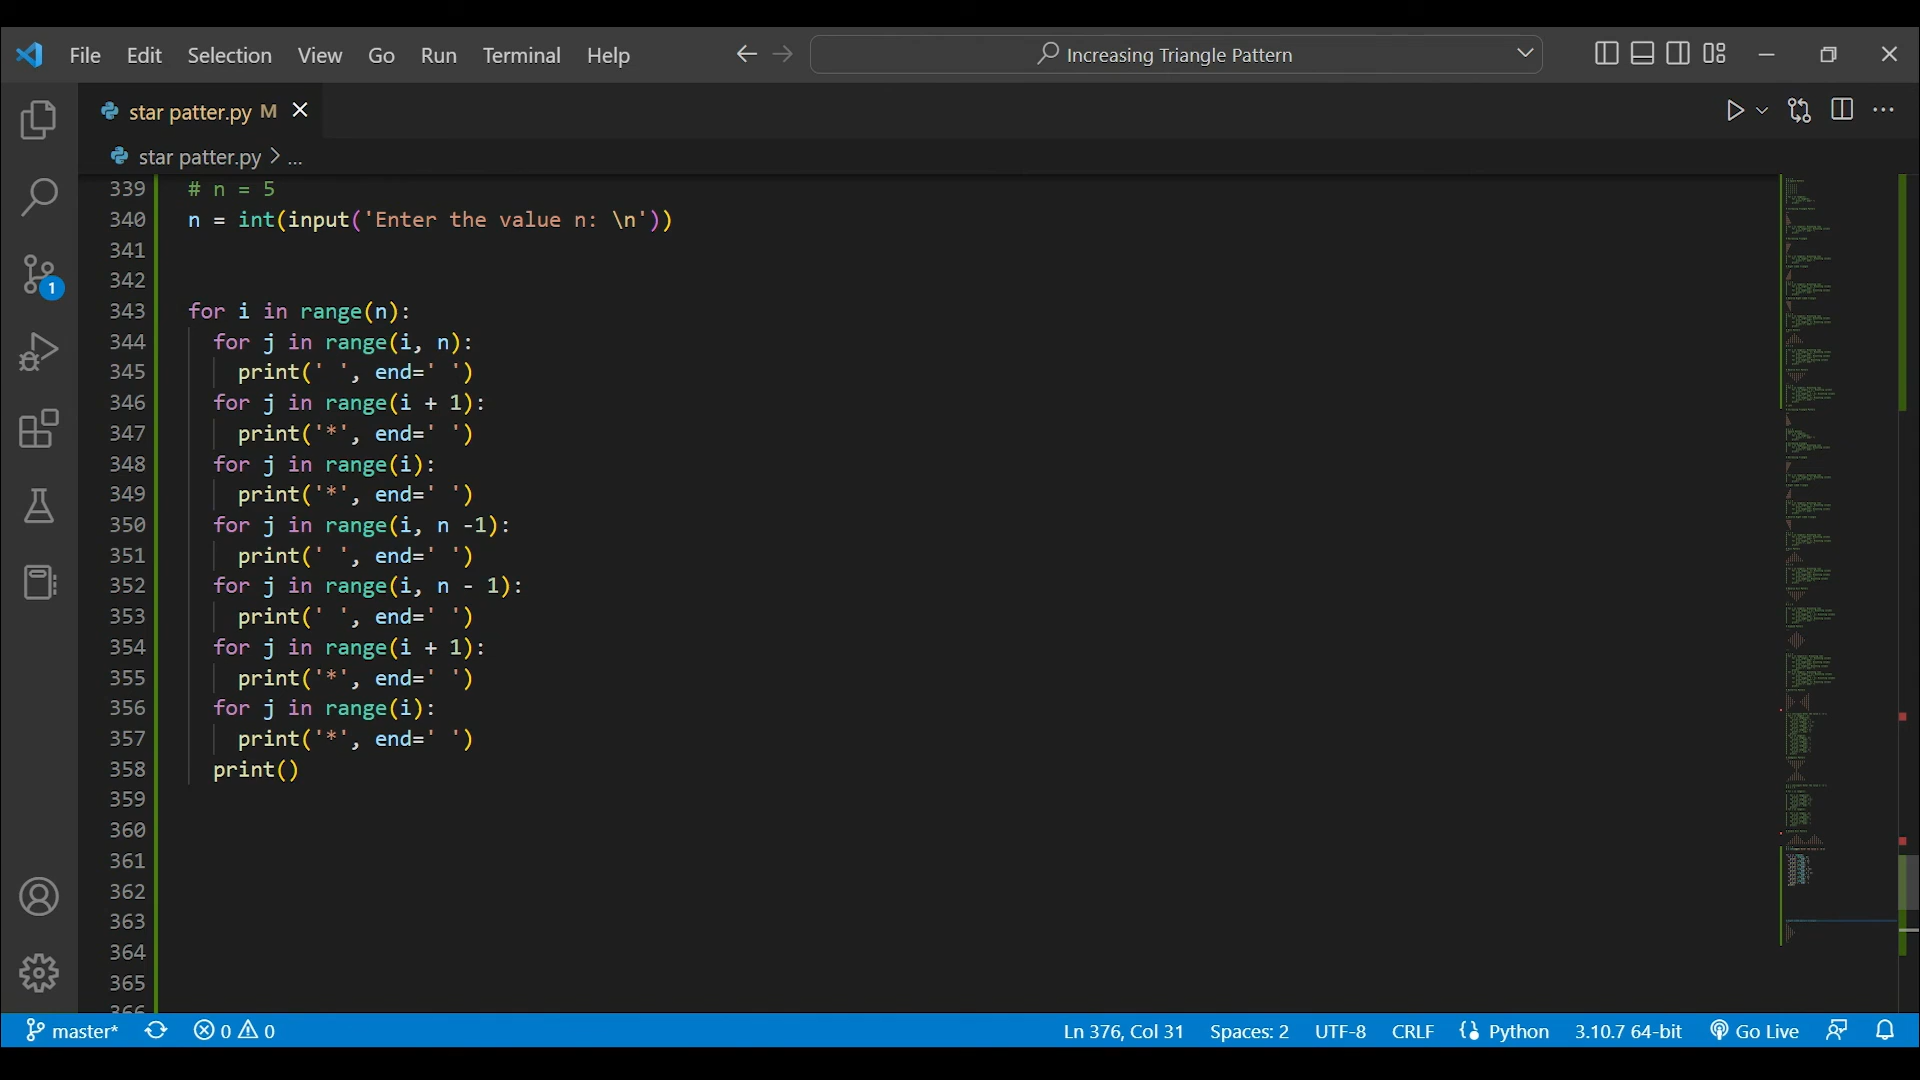 File Edit Selection View Go Run Terminal Help Increasing Triangle Pattern
star patter.py M
star patter.py > ...
339 # n = 5
340 n = int(input('Enter the value n: \n'))
341
342
343 for i in range(n):
344 for j in range(i, n):
345 print(' ', end=' ')
346 for j in range(i + 1):
347 print('*', end=' ')
348 for j in range(i):
349 print('*', end=' ')
350 for j in range(i, n -1):
351 print(' ', end=' ')
352 for j in range(i, n - 1):
353 print(' ', end=' ')
354 for j in range(i + 1):
355 print('*', end=' ')
356 for j in range(i):
357 print('*', end=' ')
358 print()
359
360
361
362
363
364
365
1
master* 0 0 Ln 376, Col 31 Spaces: 2 UTF-8 CRLF Python 3.10.7 64-bit Go Live